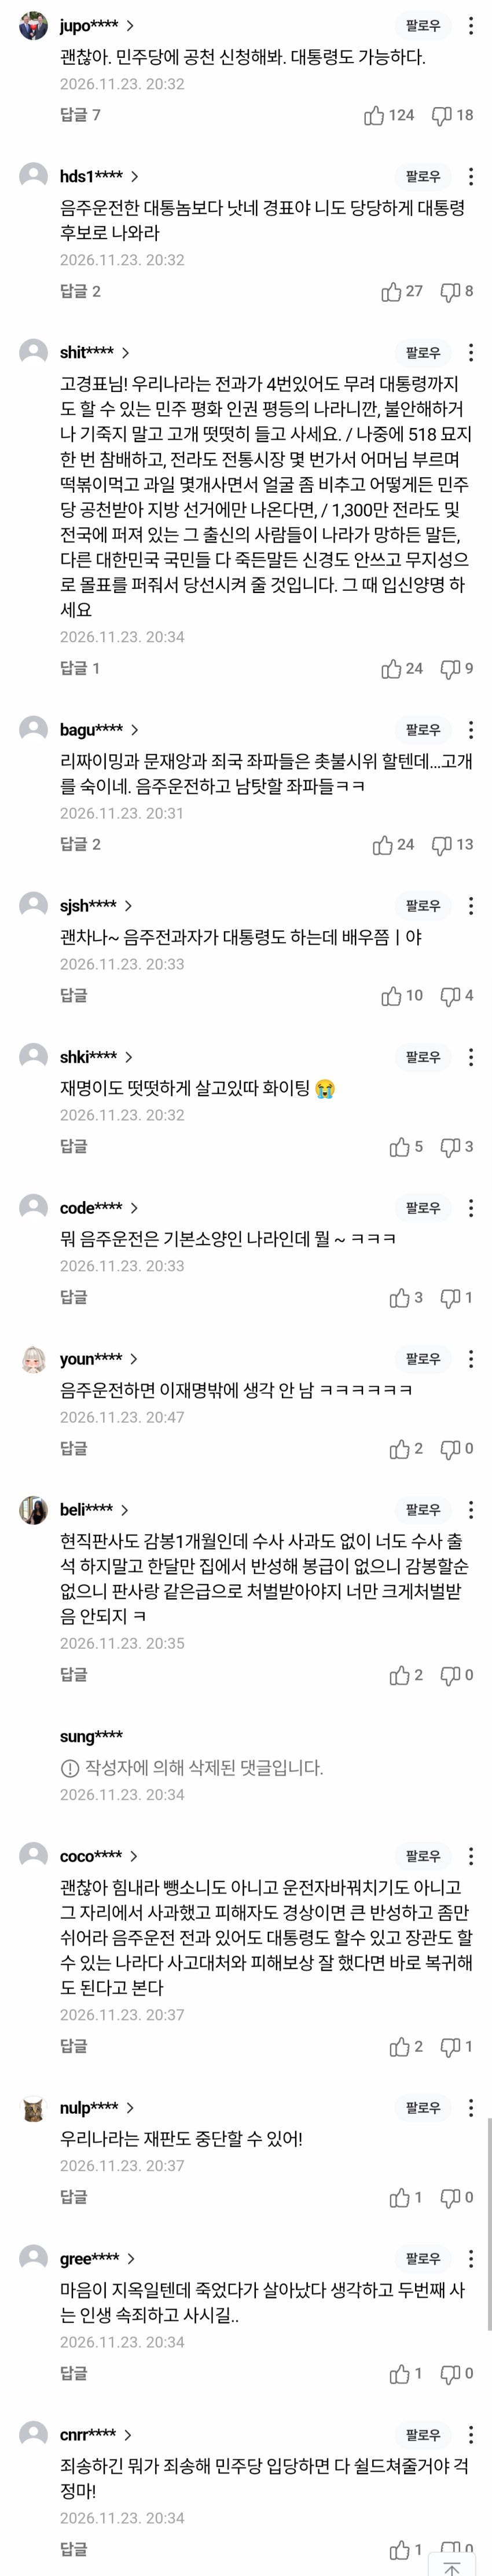 jupo****
팔로우
괜찮아. 민주당에 공천 신청해봐. 대통령도 가능하다.
2026.11.23. 20:32
답글 7
124
18
hds1****
팔로우
음주운전한 대통놈보다 낫네 경표야 니도 당당하게 대통령
후보로 나와라
2026.11.23. 20:32
답글 2
27
8
shit****
팔로우
고경표님! 우리나라는 전과가 4번있어도 무려 대통령까지
도 할 수 있는 민주 평화 인권 평등의 나라니깐, 불안해하거
나 기죽지 말고 고개 떳떳히 들고 사세요. / 나중에 518 묘지
한 번 참배하고, 전라도 전통시장 몇 번가서 어머님 부르며
떡볶이먹고 과일 몇개사면서 얼굴 좀 비추고 어떻게든 민주
당 공천받아 지방 선거에만 나온다면, / 1,300만 전라도 및
전국에 퍼져 있는 그 출신의 사람들이 나라가 망하든 말든,
다른 대한민국 국민들 다 죽든말든 신경도 안쓰고 무지성으
로 몰표를 퍼줘서 당선시켜 줄 것입니다. 그 때 입신양명 하
세요
2026.11.23. 20:34
답글 1
24
9
bagu****
팔로우
리짜이밍과 문재앙과 죄국 좌파들은 촛불시위 할텐데...고개
를 숙이네. 음주운전하고 남탓할 좌파들ㅋㅋ
2026.11.23. 20:31
답글 2
24
13
sjsh****
팔로우
괜차나~ 음주전과자가 대통령도 하는데 배우쯤ㅣ야
2026.11.23. 20:33
답글
10
4
shki****
팔로우
재명이도 떳떳하게 살고있따 화이팅 😭
2026.11.23. 20:32
답글
5
3
code****
팔로우
뭐 음주운전은 기본소양인 나라인데 뭘 ~ ㅋㅋㅋ
2026.11.23. 20:33
답글
3
1
youn****
팔로우
음주운전하면 이재명밖에 생각 안 남 ㅋㅋㅋㅋㅋㅋ
2026.11.23. 20:47
답글
2
0
beli****
팔로우
현직판사도 감봉1개월인데 수사 사과도 없이 너도 수사 출
석 하지말고 한달만 집에서 반성해 봉급이 없으니 감봉할순
없으니 판사랑 같은급으로 처벌받아야지 너만 크게처벌받
음 안되지 ㅋ
2026.11.23. 20:35
답글
2
0
sung****
작성자에 의해 삭제된 댓글입니다.
2026.11.23. 20:34
coco****
팔로우
괜찮아 힘내라 뺑소니도 아니고 운전자바꿔치기도 아니고
그 자리에서 사과했고 피해자도 경상이면 큰 반성하고 좀만
쉬어라 음주운전 전과 있어도 대통령도 할수 있고 장관도 할
수 있는 나라다 사고대처와 피해보상 잘 했다면 바로 복귀해
도 된다고 본다
2026.11.23. 20:37
답글
2
1
nulp****
팔로우
우리나라는 재판도 중단할 수 있어!
2026.11.23. 20:37
답글
1
0
gree****
팔로우
마음이 지옥일텐데 죽었다가 살아났다 생각하고 두번째 사
는 인생 속죄하고 사시길..
2026.11.23. 20:34
답글
1
0
cnrr****
팔로우
죄송하긴 뭐가 죄송해 민주당 입당하면 다 쉴드쳐줄거야 걱
정마!
2026.11.23. 20:34
답글
1
0